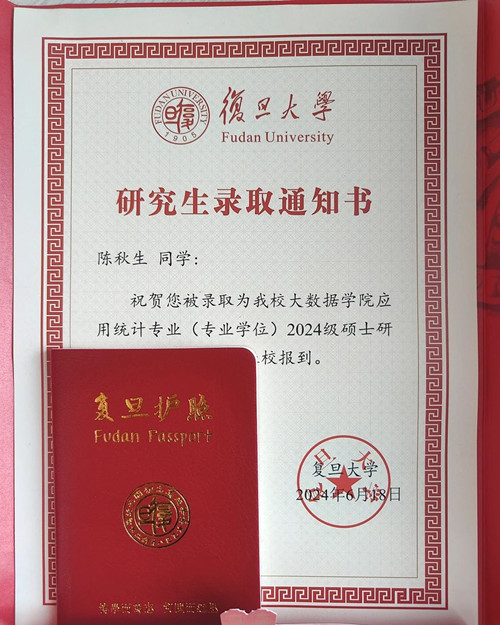 FUDAN UNIVERSITY
1905
復旦大學
Fudan University
研究生录取通知书
陈秋生 同学：
祝贺您被录取为我校大数据学院应
用统计专业（专业学位）2024级硕士研
校报到。
复旦护照
Fudan Passport
复旦大学
2024年6月18日